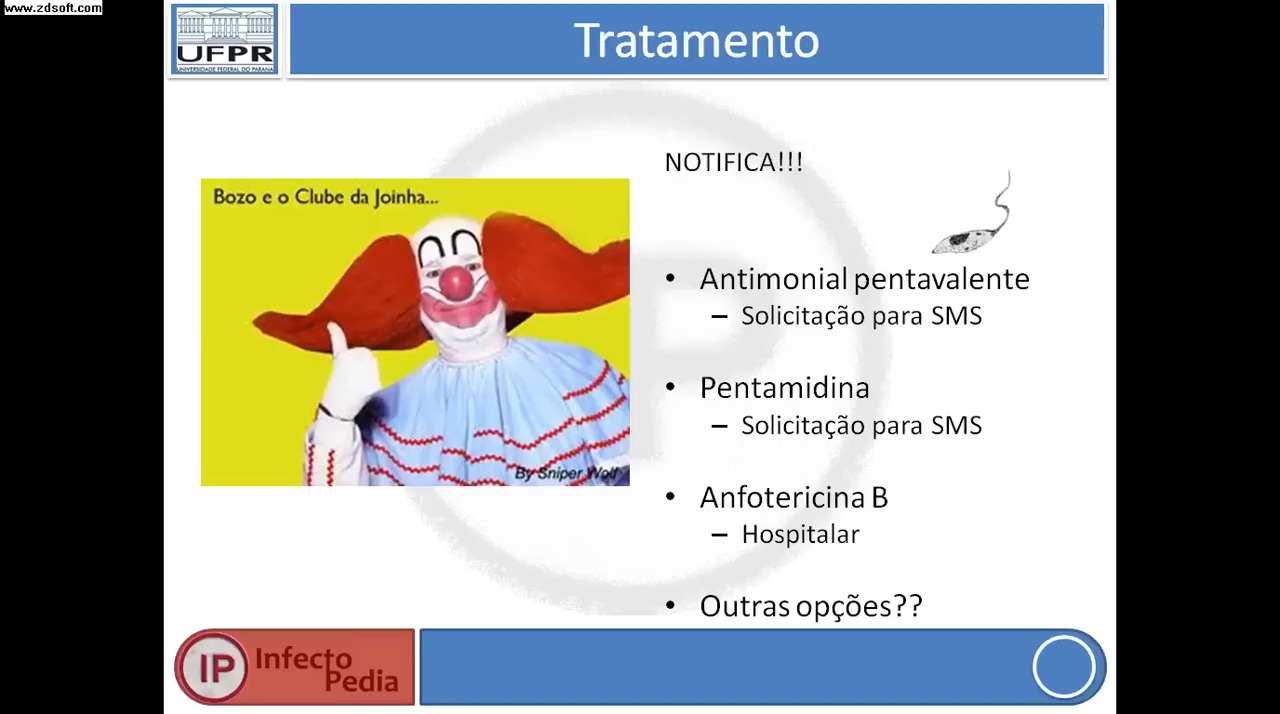 www.zdsoft.com
UFPR
UNIVERSIDADE FEDERAL DO PARANÁ
Tratamento
Bozo e o Clube da Joinha...
By Sniper Wolf
NOTIFICA!!!
• Antimonial pentavalente
– Solicitação para SMS
• Pentamidina
– Solicitação para SMS
• Anfotericina B
– Hospitalar
• Outras opções??
IP
Infecto
Pedia